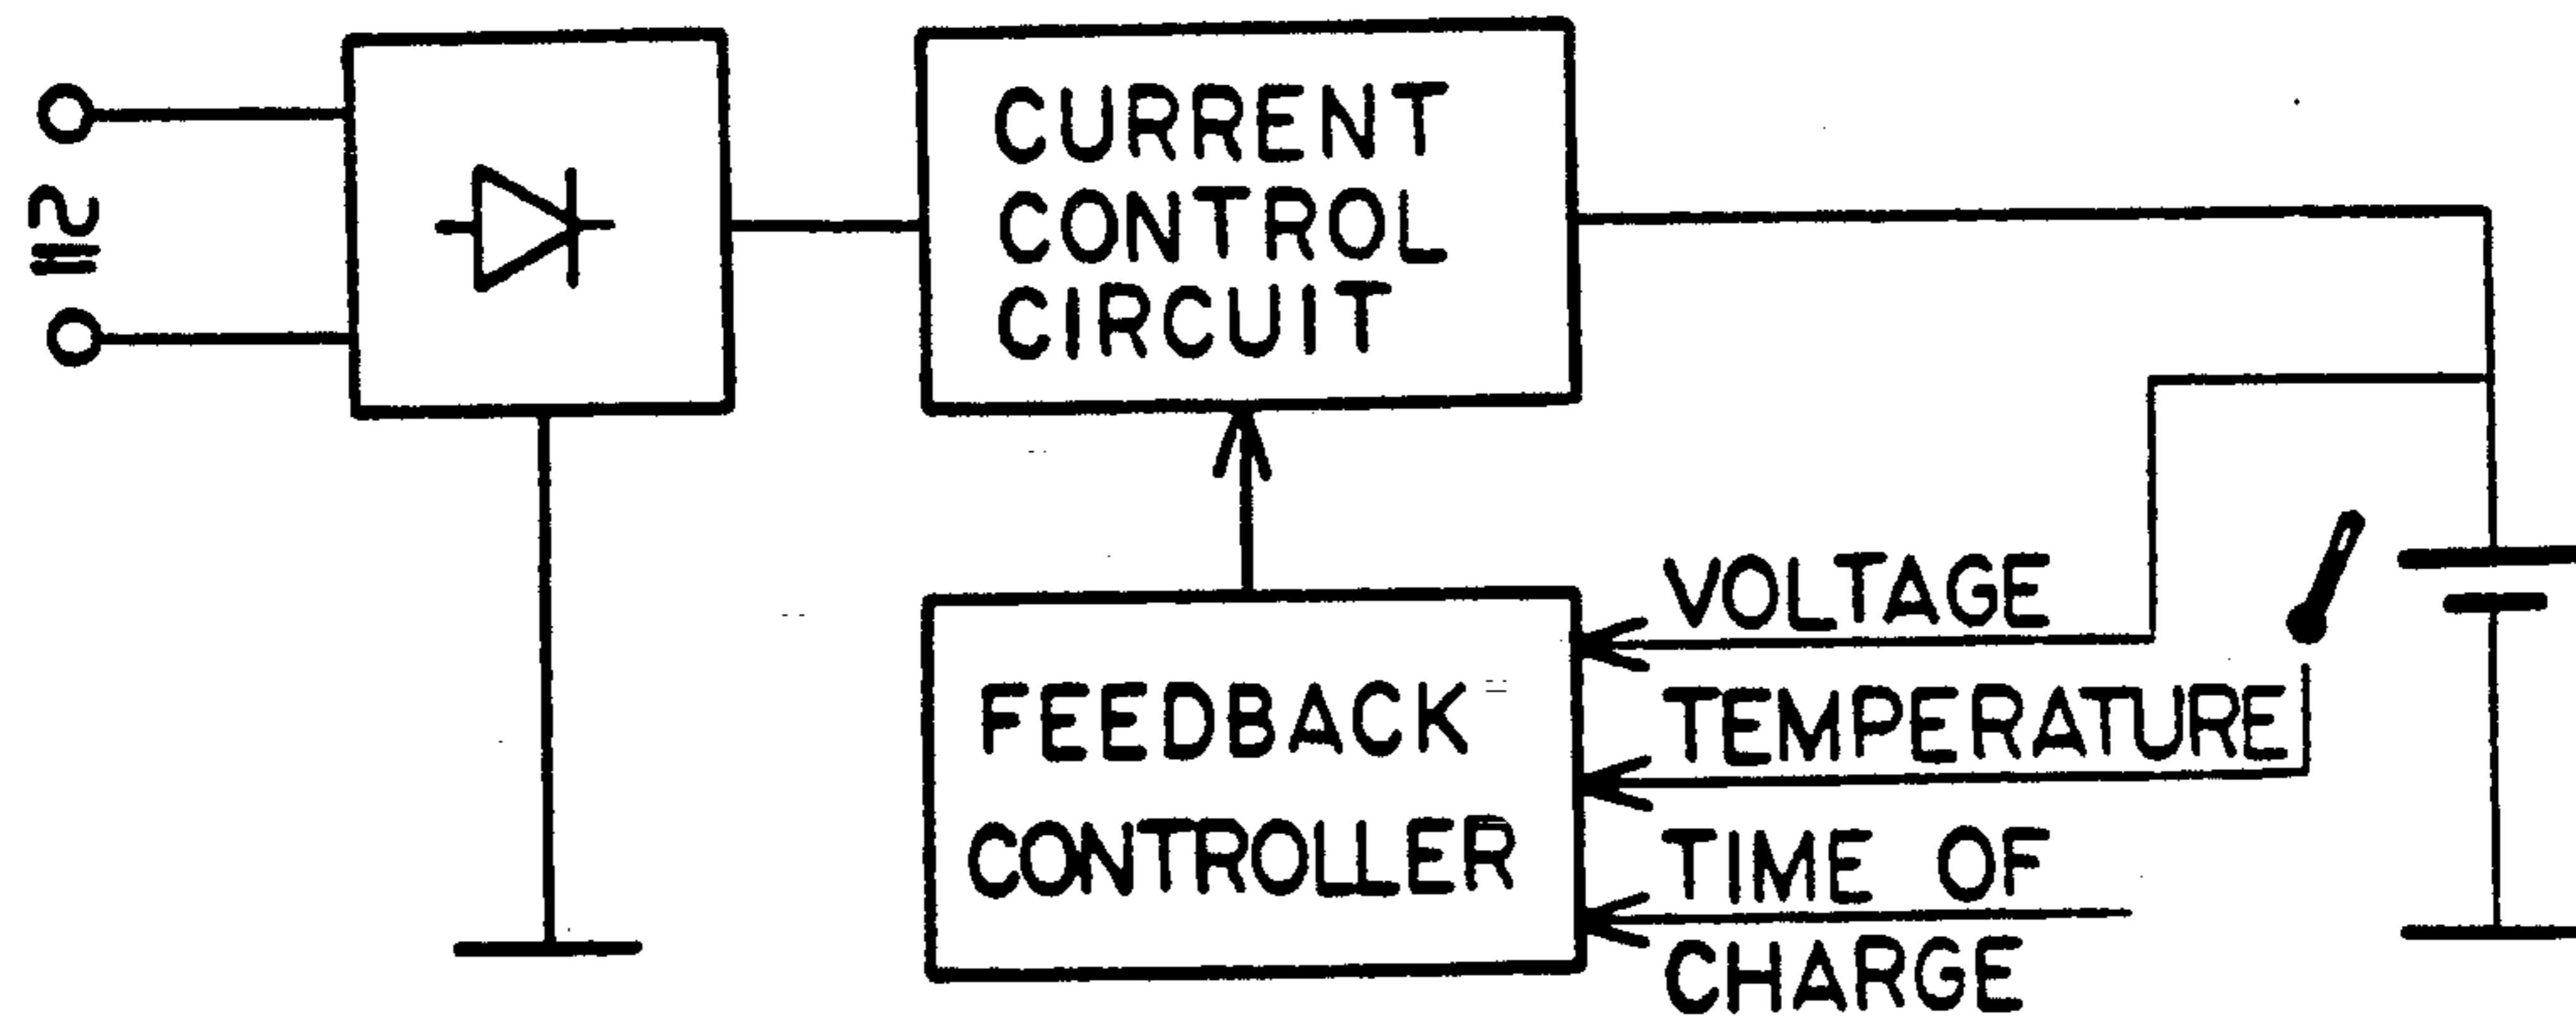 CURRENT
CONTROL
CIRCUIT
VOLTAGE
FEEDBACK
CONTROLLER
TEMPERATURE
TIME OF
CHARGE